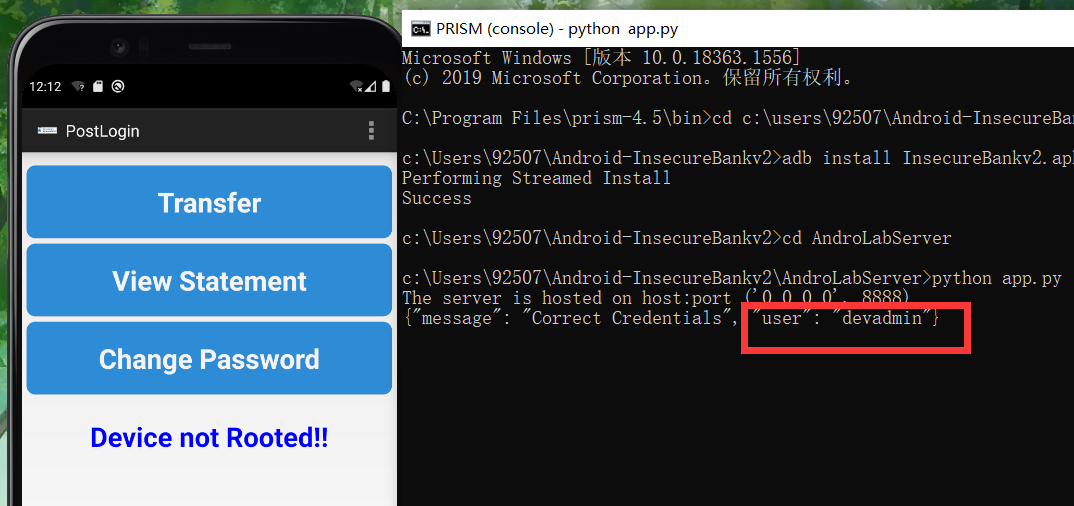 12:12
PostLogin
Transfer
View Statement
Change Password
Device not Rooted!!
PRISM (console) - python  app.py
Microsoft Windows [版本 10.0.18363.1556]
(c) 2019 Microsoft Corporation。保留所有权利。
C:\Program Files\prism-4.5\bin>cd c:\users\92507\Android-InsecureBan
c:\Users\92507\Android-InsecureBankv2>adb install InsecureBankv2.apk
Performing Streamed Install
Success
c:\Users\92507\Android-InsecureBankv2>cd AndroLabServer
c:\Users\92507\Android-InsecureBankv2\AndroLabServer>python app.py
The server is hosted on host:port ('0.0.0.0', 8888)
{"message": "Correct Credentials", "user": "devadmin"}